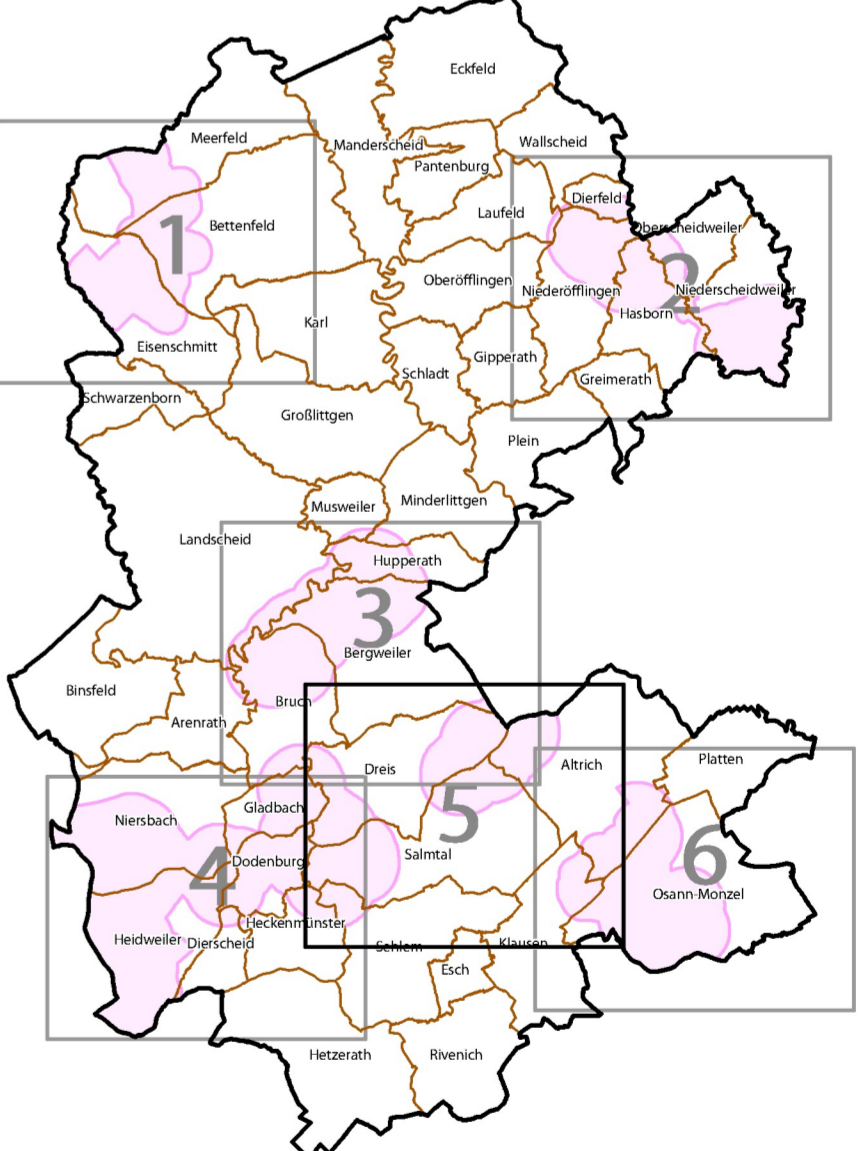 Eckfeld
Meerfeld
Manderscheid
Wallscheid
Pantenburg
Dierfeld
Laufeld
Bettenfeld
Oberscheidweiler
1
2
Oberöfflingen
Niederöfflingen
Niederscheidweiler
Hasborn
Karl
Eisenschmitt
Gipperath
Schladt
Greimerath
Schwarzenborn
Großlittgen
Plein
Minderlittgen
Musweiler
Landscheid
Hupperath
3
Bergweiler
Binsfeld
Bruch
Arenrath
Platten
Altrich
Dreis
Gladbach
5
Niersbach
6
Salmtal
Dodenburg
4
Osann-Monzel
Heckenmünster
Heidweiler
Dierscheid
Sehlem
Klausen
Esch
Hetzerath
Rivenich